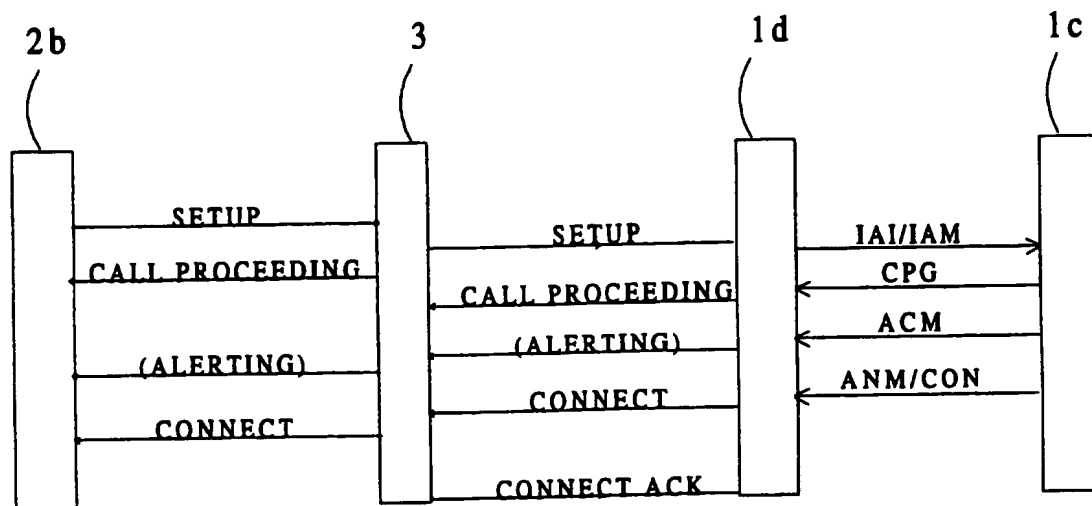 2b
3
1d
1c
SETUP
SETUP
IAI/IAM
CALL PROCEEDING
CALL PROCEEDING
CPG
ACM
(ALERTING)
(ALERTING)
ANM/CON
CONNECT
CONNECT
CONNECT ACK